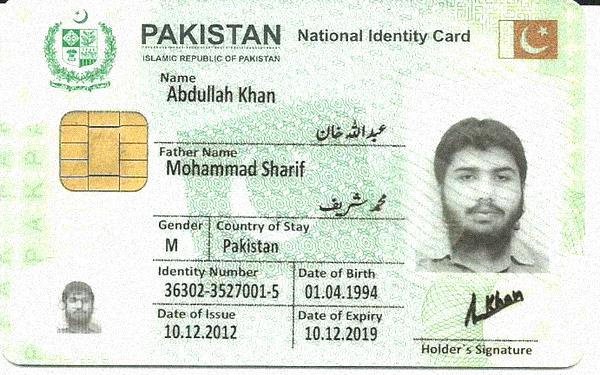 PAKISTAN National Identity Card
ISLAMIC REPUBLIC OF PAKISTAN
Name
Abdullah Khan
عبداللہ خان
Father Name
Mohammad Sharif
محمد شریف
Gender Country of Stay
M Pakistan
Identity Number Date of Birth
36302-3527001-5 01.04.1994
Date of Issue Date of Expiry
10.12.2012 10.12.2019
A.Khan
Holder`s Signature